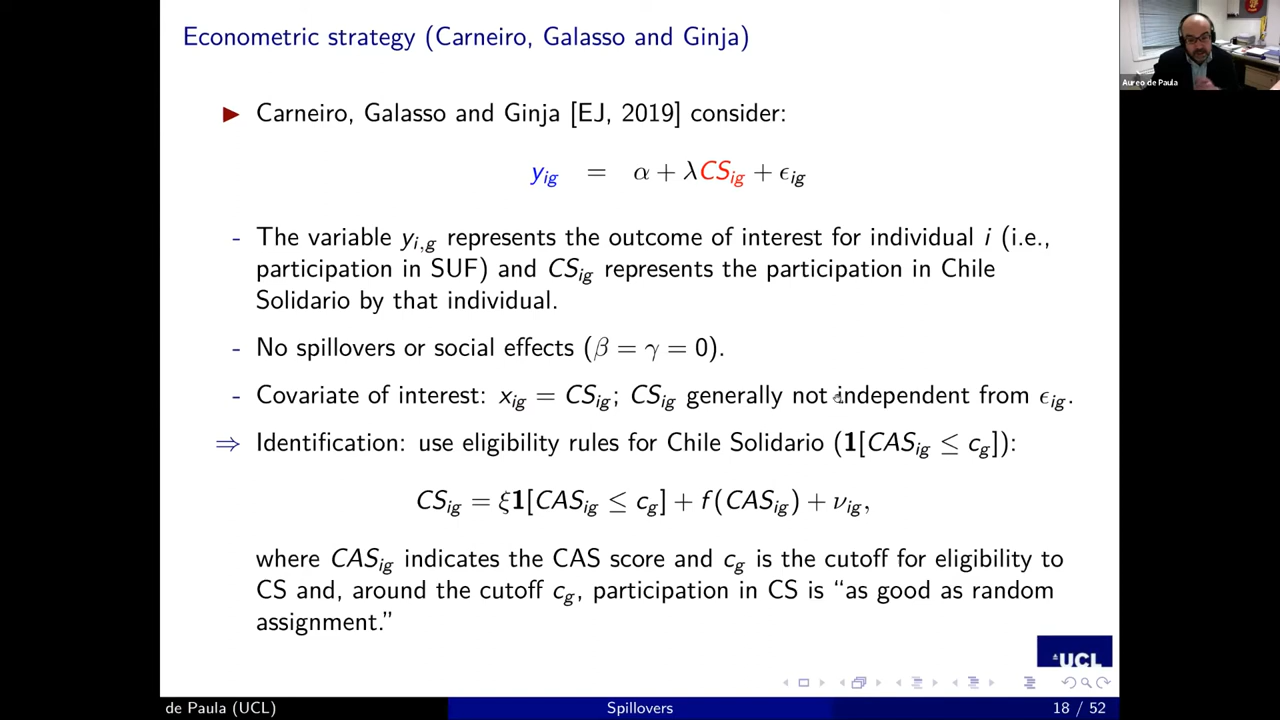 Econometric strategy (Carneiro, Galasso and Ginja)
Aureo de Paula
▶ Carneiro, Galasso and Ginja [EJ, 2019] consider:
y_ig = α + λCS_ig + ϵ_ig
- The variable y_i,g represents the outcome of interest for individual i (i.e.,
participation in SUF) and CS_ig represents the participation in Chile
Solidario by that individual.
- No spillovers or social effects (β = γ = 0).
- Covariate of interest: x_ig = CS_ig; CS_ig generally not independent from ϵ_ig.
⇒ Identification: use eligibility rules for Chile Solidario (1[CAS_ig ≤ c_g]):
CS_ig = ξ1[CAS_ig ≤ c_g] + f(CAS_ig) + ν_ig,
where CAS_ig indicates the CAS score and c_g is the cutoff for eligibility to
CS and, around the cutoff c_g, participation in CS is “as good as random
assignment.”
UCL
de Paula (UCL) Spillovers 18 / 52